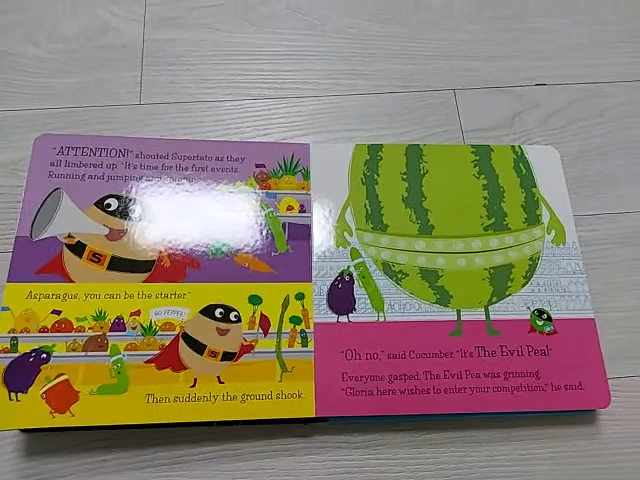 "ATTENTION!" shouted Supertato as they
all limbered up. "It's time for the first events.
Running and jumping and
S
Asparagus, you can be the starter."
GO PEPPER!
S
Then suddenly the ground shook.
"Oh no," said Cucumber. "It's The Evil Pea!"
Everyone gasped. The Evil Pea was grinning.
"Gloria here wishes to enter your competition," he said.